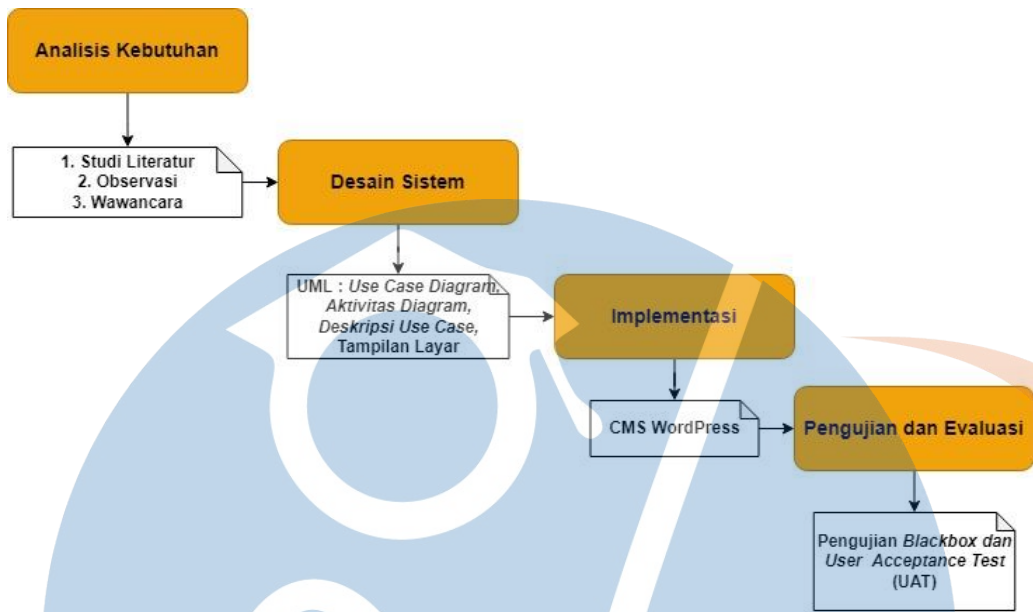 Analisis Kebutuhan
1. Studi Literatur
2. Observasi
3. Wawancara
Desain Sistem
UML : Use Case Diagram,
Aktivitas Diagram,
Deskripsi Use Case,
Tampilan Layar
Implementasi
CMS WordPress
Pengujian dan Evaluasi
Pengujian Blackbox dan
User Acceptance Test
(UAT)